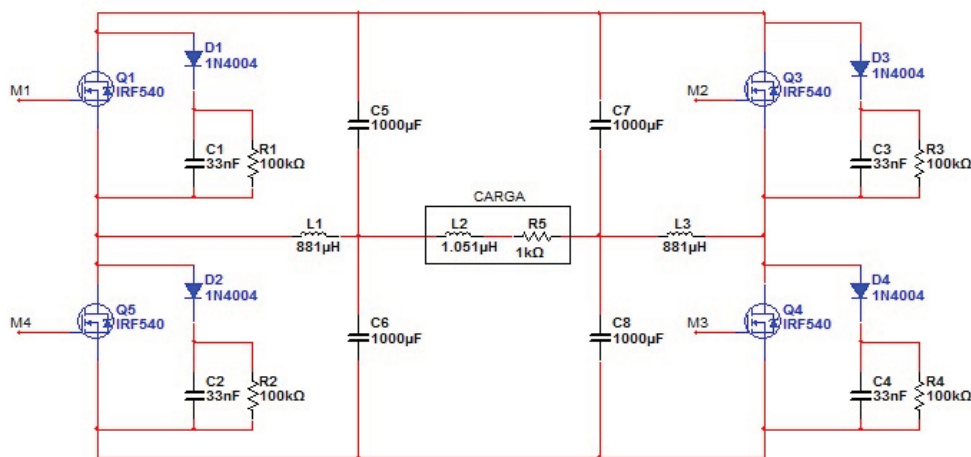 M1
Q1
IRF540
D1
1N4004
C1
33nF
R1
100kΩ
C5
1000µF
C7
1000µF
M2
Q3
IRF540
D3
1N4004
C3
33nF
R3
100kΩ
L1
881µH
CARGA
L2
1.051µH
R5
1kΩ
L3
881µH
M4
Q5
IRF540
D2
1N4004
C2
33nF
R2
100kΩ
C6
1000µF
C8
1000µF
M3
Q4
IRF540
D4
1N4004
C4
33nF
R4
100kΩ